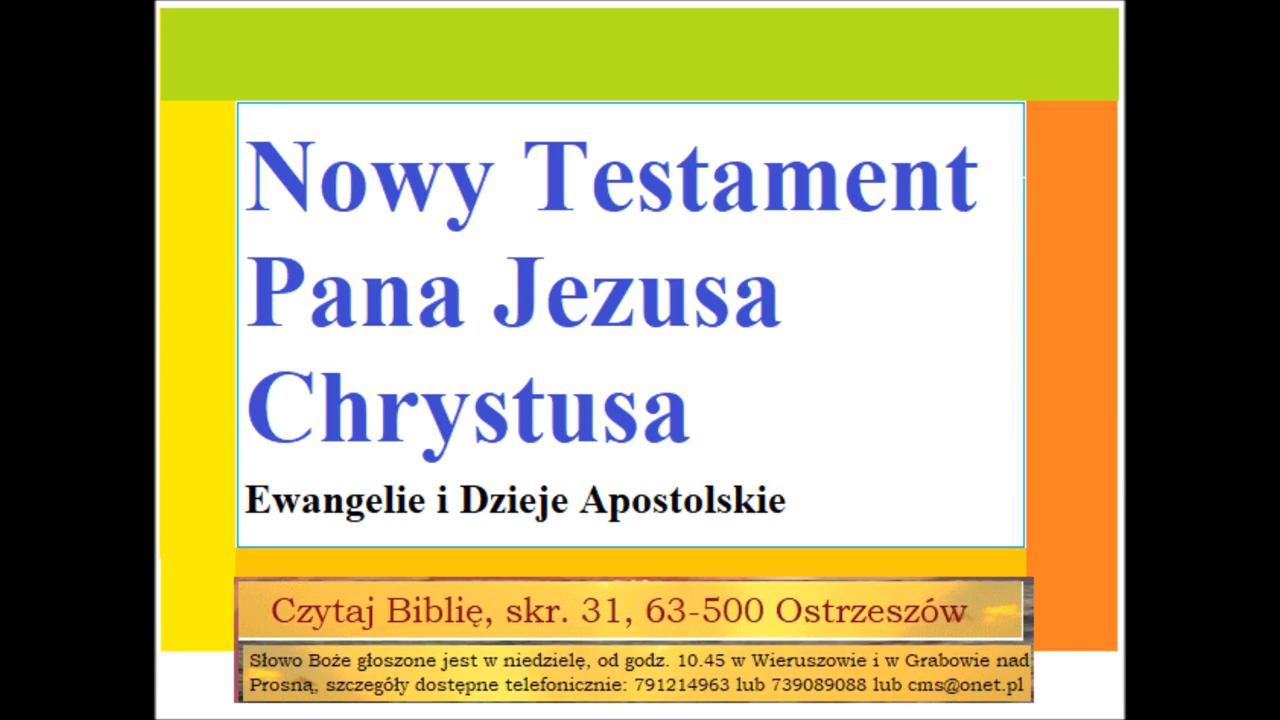 Nowy Testament
Pana Jezusa
Chrystusa
Ewangelie i Dzieje Apostolskie
Czytaj Biblię, skr. 31, 63-500 Ostrzeszów
Słowo Boże głoszone jest w niedzielę, od godz. 10.45 w Wieruszowie i w Grabowie nad
Prosną, szczegóły dostępne telefonicznie: 791214963 lub 739089088 lub cms@onet.pl